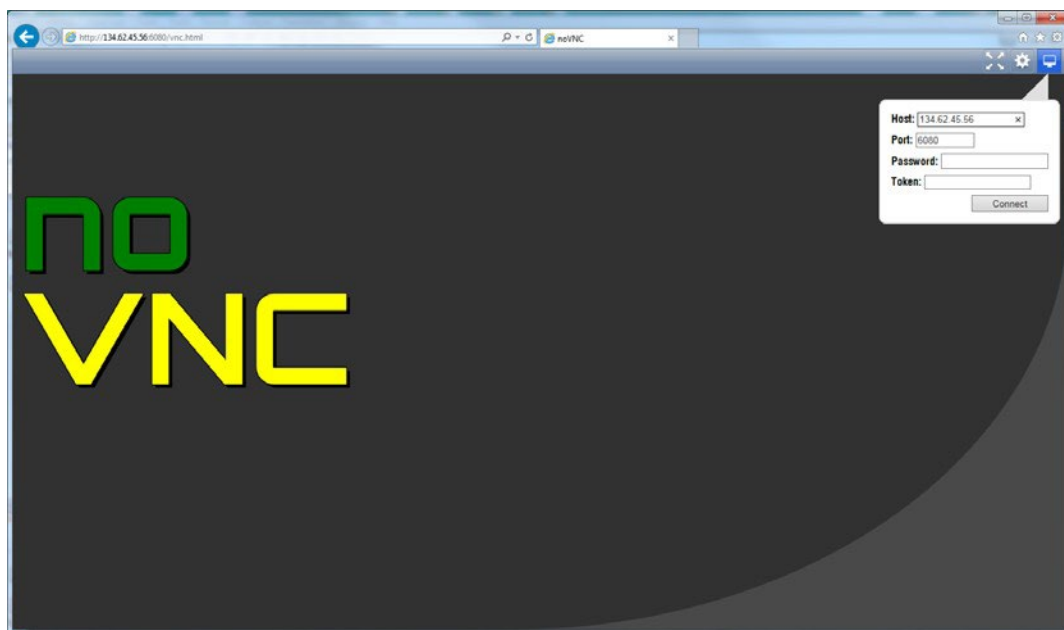 http://134.62.45.56:6080/vnc.html
noVNC
Host: 134.62.45.56
Port: 6080
Password:
Token:
Connect
no
VNC